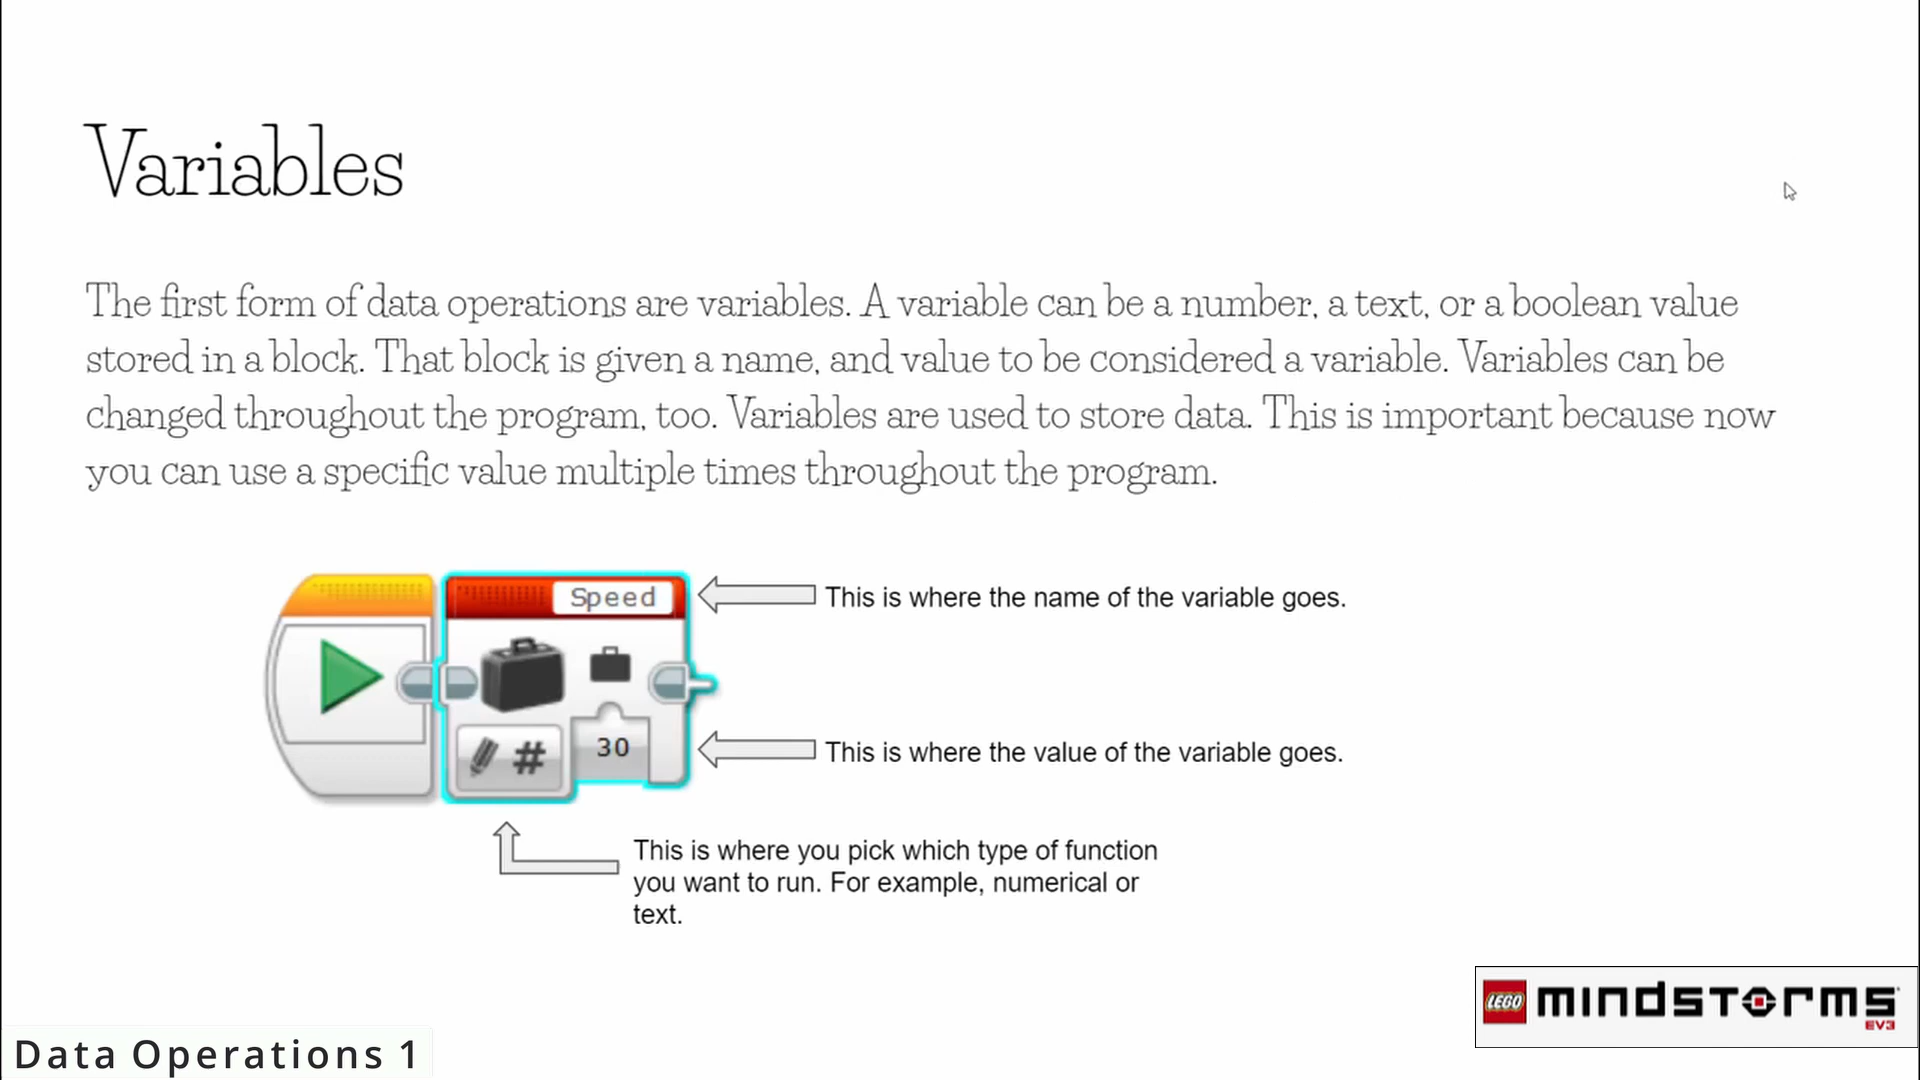 Variables
The first form of data operations are variables. A variable can be a number, a text, or a boolean value
stored in a block. That block is given a name, and value to be considered a variable. Variables can be
changed throughout the program, too. Variables are used to store data. This is important because now
you can use a specific value multiple times throughout the program.
Speed
This is where the name of the variable goes.
#
30
This is where the value of the variable goes.
This is where you pick which type of function
you want to run. For example, numerical or
text.
LEGO mindstorms
EV3
Data Operations 1